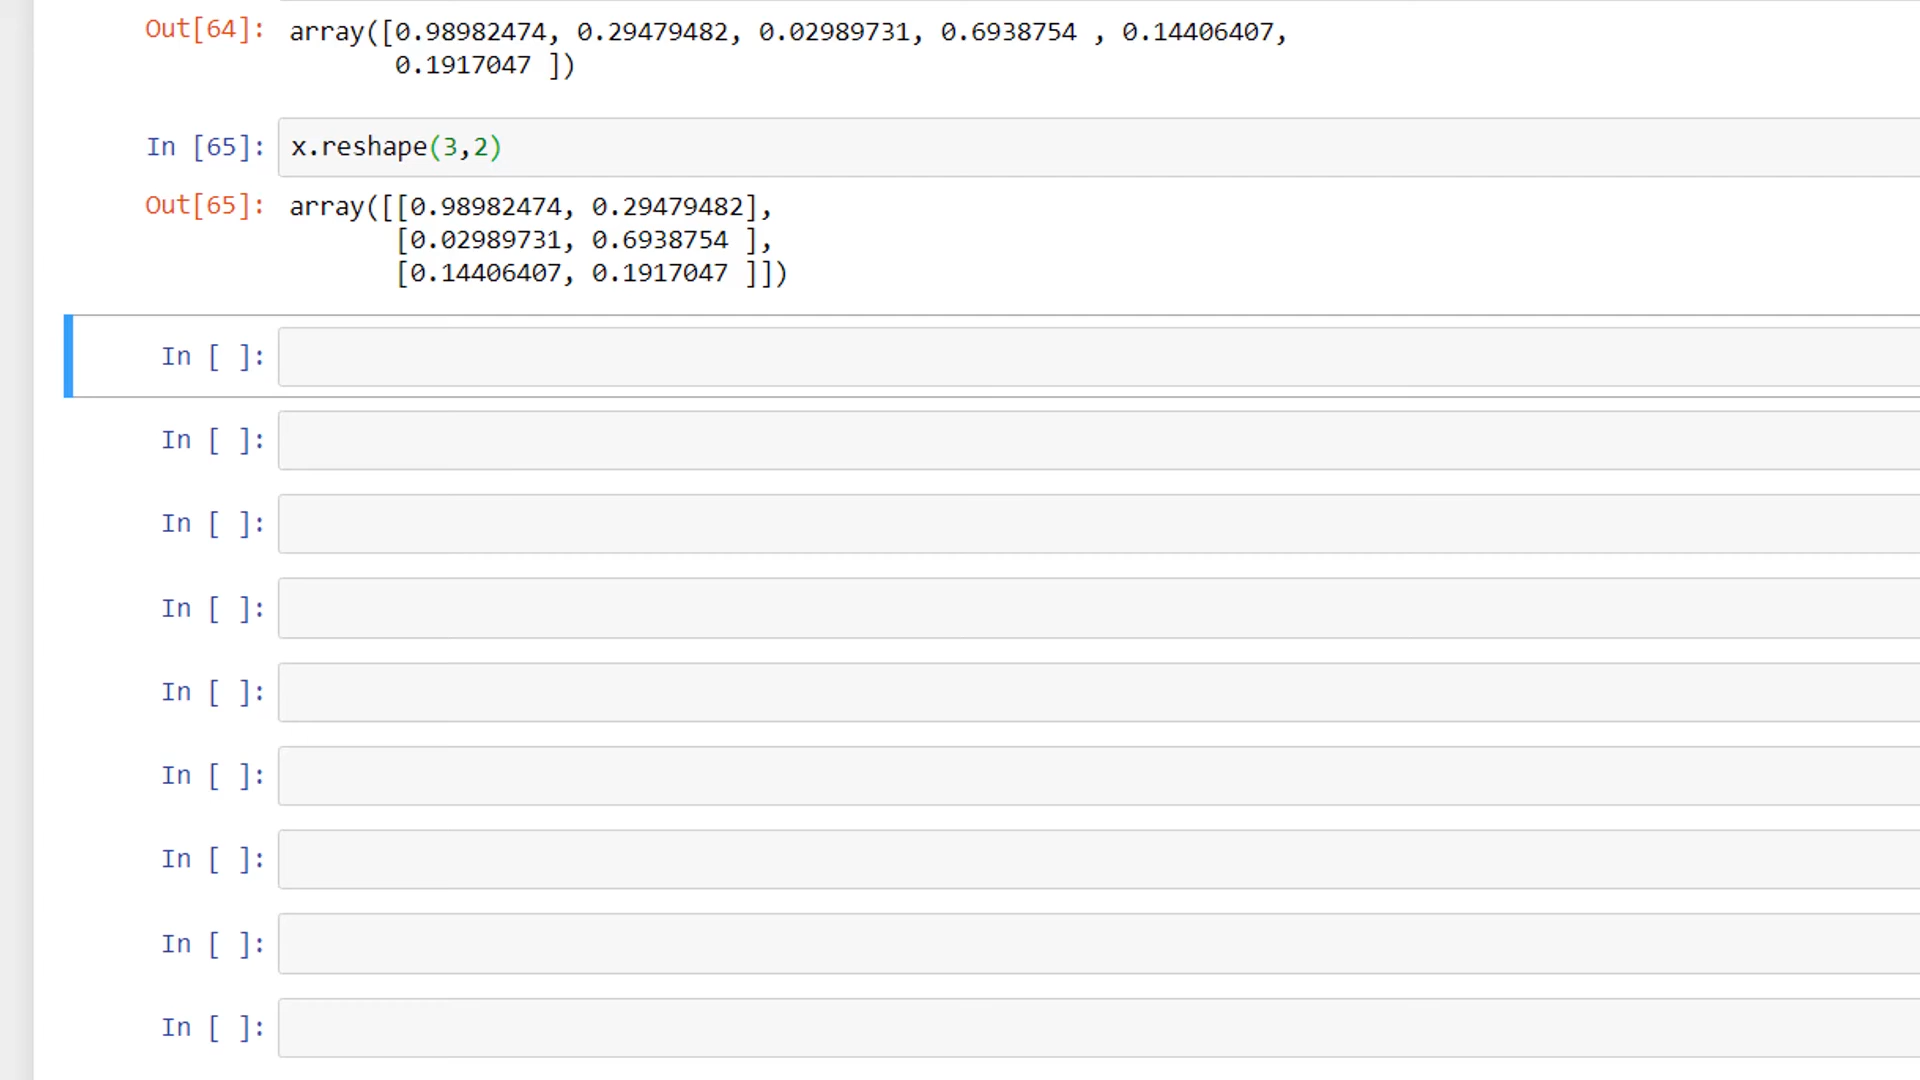 Out[64]: array([0.98982474, 0.29479482, 0.02989731, 0.6938754 , 0.14406407,
0.1917047 ])
In [65]: x.reshape(3,2)
Out[65]: array([[0.98982474, 0.29479482],
[0.02989731, 0.6938754 ],
[0.14406407, 0.1917047 ]])
In [ ]:
In [ ]:
In [ ]:
In [ ]:
In [ ]:
In [ ]:
In [ ]:
In [ ]:
In [ ]: